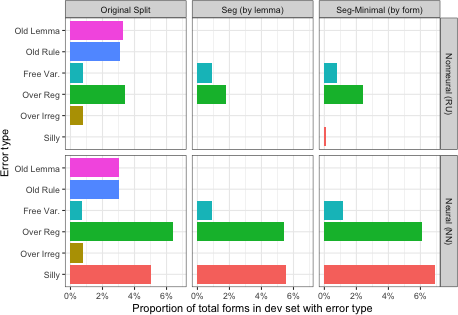 Original Split
Seg (by lemma)
Seg-Minimal (by form)
Error type
Old Lemma
Old Rule
Free Var.
Over Reg
Over Irreg
Silly
Nonneural (RU)
Old Lemma
Old Rule
Free Var.
Over Reg
Over Irreg
Silly
Neural (NN)
0% 2% 4% 6% 0% 2% 4% 6% 0% 2% 4% 6%
Proportion of total forms in dev set with error type